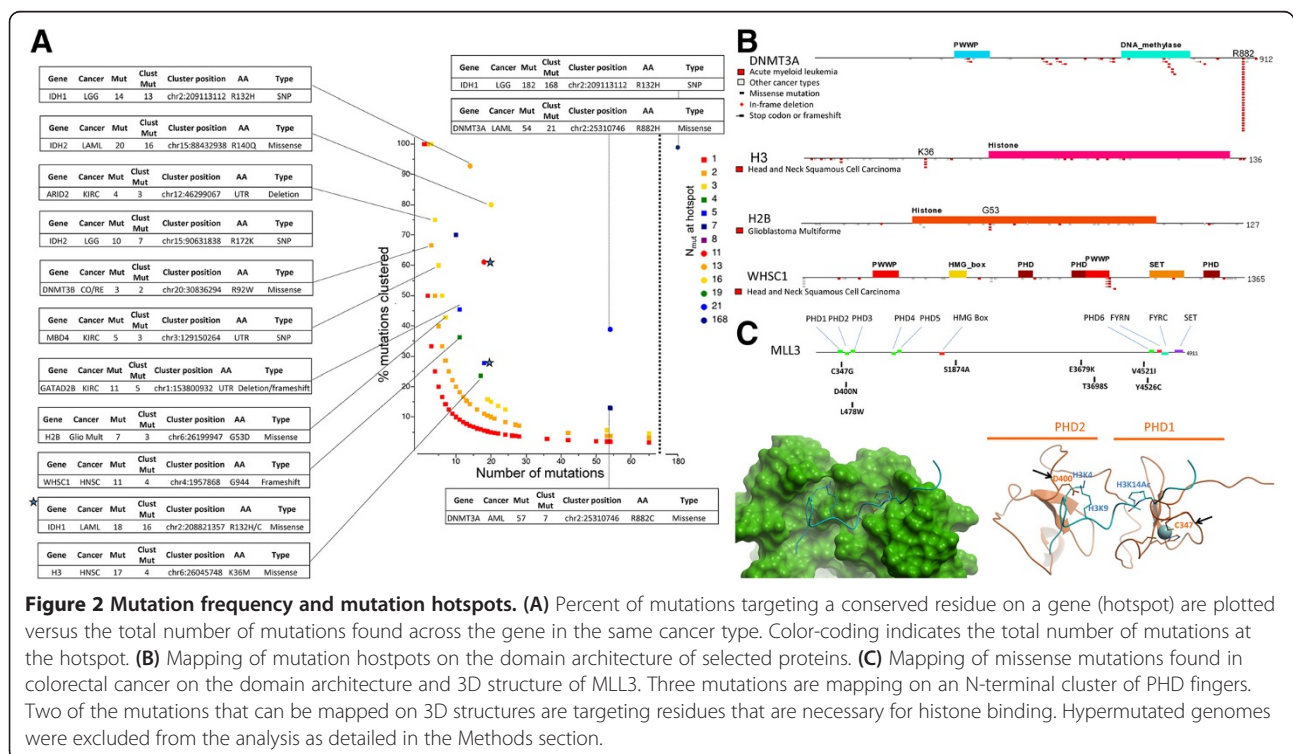 A
Gene Cancer Mut Clust Mut Cluster position AA Type
IDH1 LGG 14 13 chr2:209113112 R132H SNP
Gene Cancer Mut Clust Mut Cluster position AA Type
IDH2 LAML 20 16 chr15:88432938 R140Q Missense
Gene Cancer Mut Clust Mut Cluster position AA Type
ARID2 KIRC 4 3 chr12:46299067 UTR Deletion
Gene Cancer Mut Clust Mut Cluster position AA Type
IDH2 LGG 10 7 chr15:90631838 R172K SNP
Gene Cancer Mut Clust Mut Cluster position AA Type
DNMT3B CO/RE 3 2 chr20:30836294 R92W Missense
Gene Cancer Mut Clust Mut Cluster position AA Type
MBD4 KIRC 5 3 chr3:129150264 UTR SNP
Gene Cancer Mut Clust Mut Cluster position AA Type
GATAD2B KIRC 11 5 chr1:153800932 UTR Deletion/frameshift
Gene Cancer Mut Clust Mut Cluster position AA Type
H2B Glio Mult 7 3 chr6:26199947 G53D Missense
Gene Cancer Mut Clust Mut Cluster position AA Type
WHSC1 HNSC 11 4 chr4:1957868 G944 Frameshift
Gene Cancer Mut Clust Mut Cluster position AA Type
IDH1 LAML 18 16 chr2:208821357 R132H/C Missense
Gene Cancer Mut Clust Mut Cluster position AA Type
H3 HNSC 17 4 chr6:26045748 K36M Missense
Gene Cancer Mut Clust Mut Cluster position AA Type
IDH1 LGG 182 168 chr2:209113112 R132H SNP
Gene Cancer Mut Clust Mut Cluster position AA Type
DNMT3A LAML 54 21 chr2:25310746 R882H Missense
% mutations clustered
100
90
80
70
60
50
40
30
20
10
10 20 30 40 50 60 180
Number of mutations
N mut at hotspot
1
2
3
4
5
7
8
11
13
16
19
21
168
Gene Cancer Mut Clust Mut Cluster position AA Type
DNMT3A AML 57 7 chr2:25310746 R882C Missense
B
PWWP DNA_methylase
DNMT3A R882 912
Acute myeloid leukemia
Other cancer types
Missense mutation
In-frame deletion
Stop codon or frameshift
K36 Histone
H3 136
Head and Neck Squamous Cell Carcinoma
Histone G53
H2B 127
Glioblastoma Multiforme
PWWP HMG_box PHD PHD PWWP SET PHD
WHSC1 1365
Head and Neck Squamous Cell Carcinoma
C
PHD1 PHD2 PHD3 PHD4 PHD5 HMG Box PHD6 FYRN FYRC SET
MLL3 4911
C347G S1874A E3679K V4521I
D400N T3698S Y4526C
L478W
PHD2 PHD1
D400 H3K4 H3K14Ac
H3K9 C347
Figure 2 Mutation frequency and mutation hotspots. (A) Percent of mutations targeting a conserved residue on a gene (hotspot) are plotted
versus the total number of mutations found across the gene in the same cancer type. Color-coding indicates the total number of mutations at
the hotspot. (B) Mapping of mutation hostpots on the domain architecture of selected proteins. (C) Mapping of missense mutations found in
colorectal cancer on the domain architecture and 3D structure of MLL3. Three mutations are mapping on an N-terminal cluster of PHD fingers.
Two of the mutations that can be mapped on 3D structures are targeting residues that are necessary for histone binding. Hypermutated genomes
were excluded from the analysis as detailed in the Methods section.